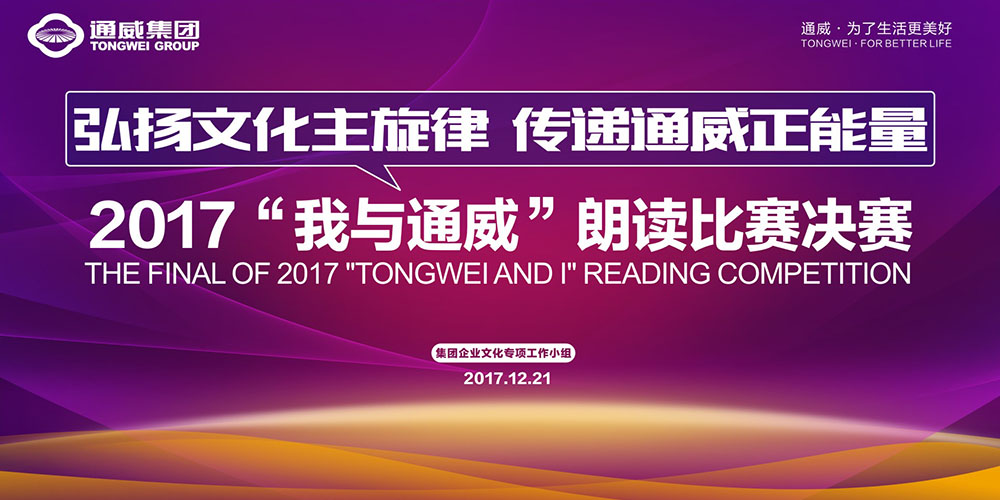 通威集团
TONGWEI GROUP
通威·为了生活更美好
TONGWEI·FOR BETTER LIFE
弘扬文化主旋律 传递通威正能量
2017“我与通威”朗读比赛决赛
THE FINAL OF 2017 "TONGWEI AND I" READING COMPETITION
集团企业文化专项工作小组
2017.12.21